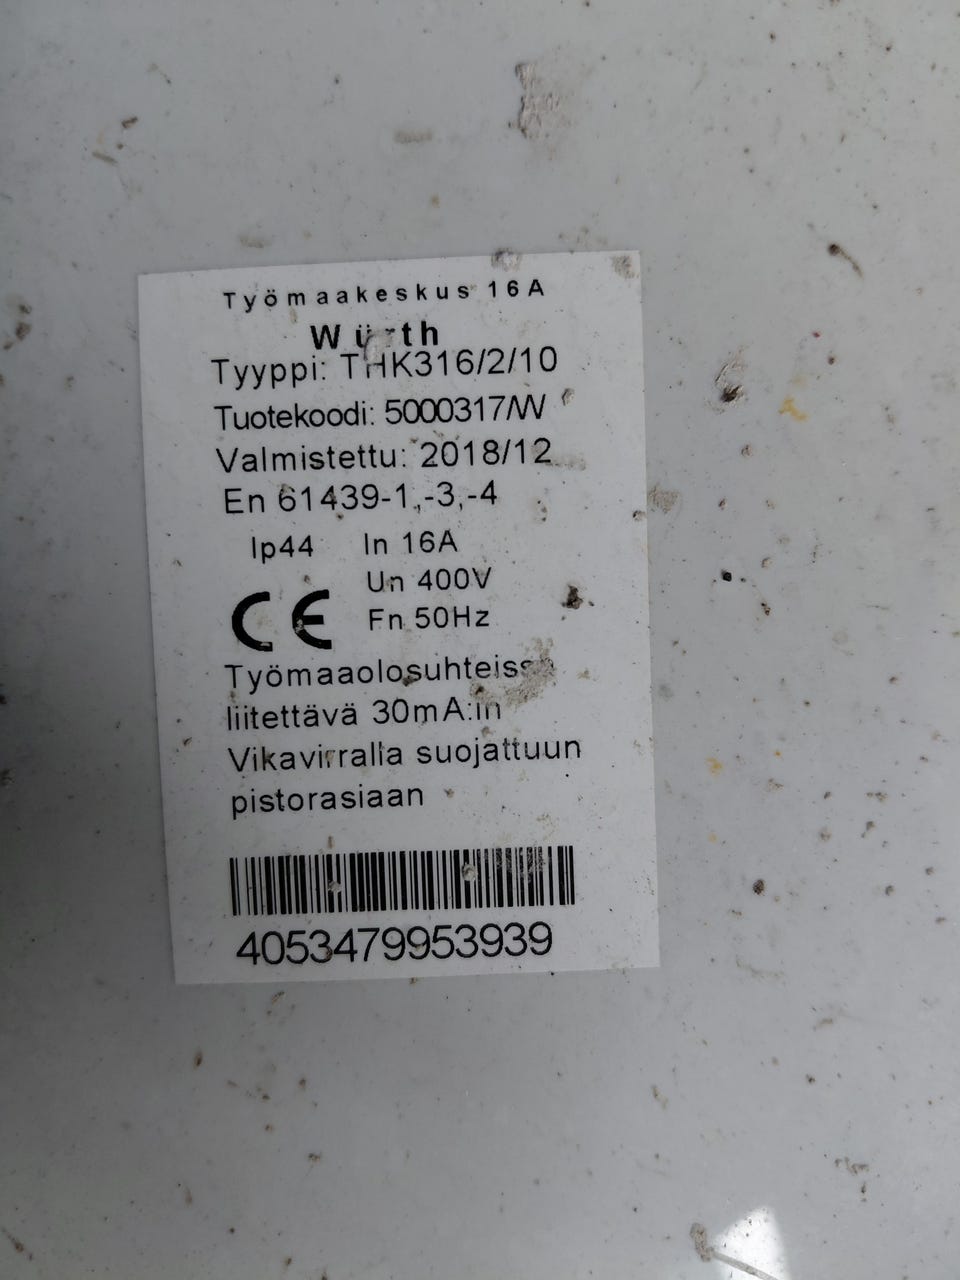 Työmaakeskus 16A
Würth
Tyyppi: THK316/2/10
Tuotekoodi: 5000317/W
Valmistettu: 2018/12
En 61439-1,-3,-4
Ip44 In 16A
Un 400V
CE Fn 50Hz
Työmaaolosuhteissa
liitettävä 30mA:in
Vikavirralla suojattuun
pistorasiaan
4053479953939